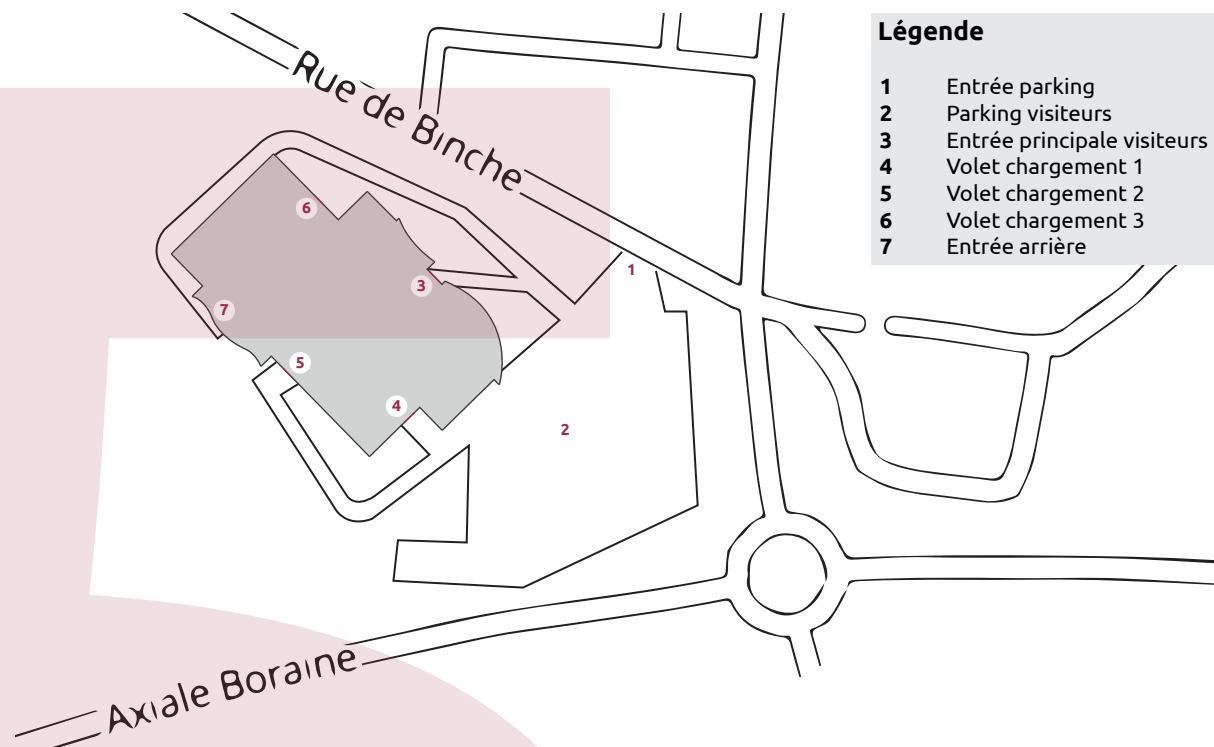 Légende
1 Entrée parking
2 Parking visiteurs
3 Entrée principale visiteurs
4 Volet chargement 1
5 Volet chargement 2
6 Volet chargement 3
7 Entrée arrière
Rue de Binche
6
1
3
7
5
4
2
Axiale Boraine